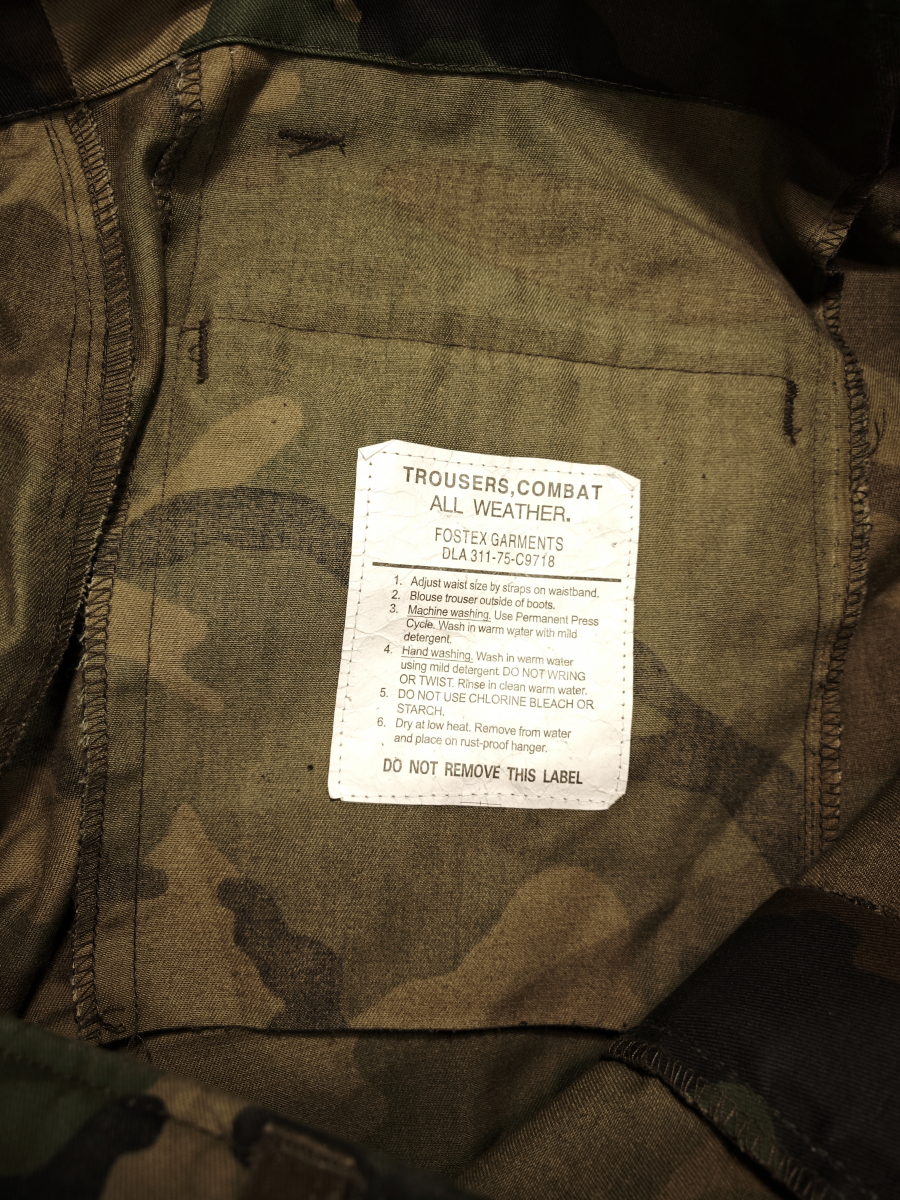 TROUSERS,COMBAT
ALL WEATHER.
FOSTEX GARMENTS
DLA 311-75-C9718
1. Adjust waist size by straps on waistband.
2. Blouse trouser outside of boots.
3. Machine washing. Use Permanent Press
Cycle. Wash in warm water with mild
detergent.
4. Hand washing. Wash in warm water
using mild detergent. DO NOT WRING
OR TWIST. Rinse in clean warm water.
5. DO NOT USE CHLORINE BLEACH OR
STARCH.
6. Dry at low heat. Remove from water
and place on rust-proof hanger.
DO NOT REMOVE THIS LABEL